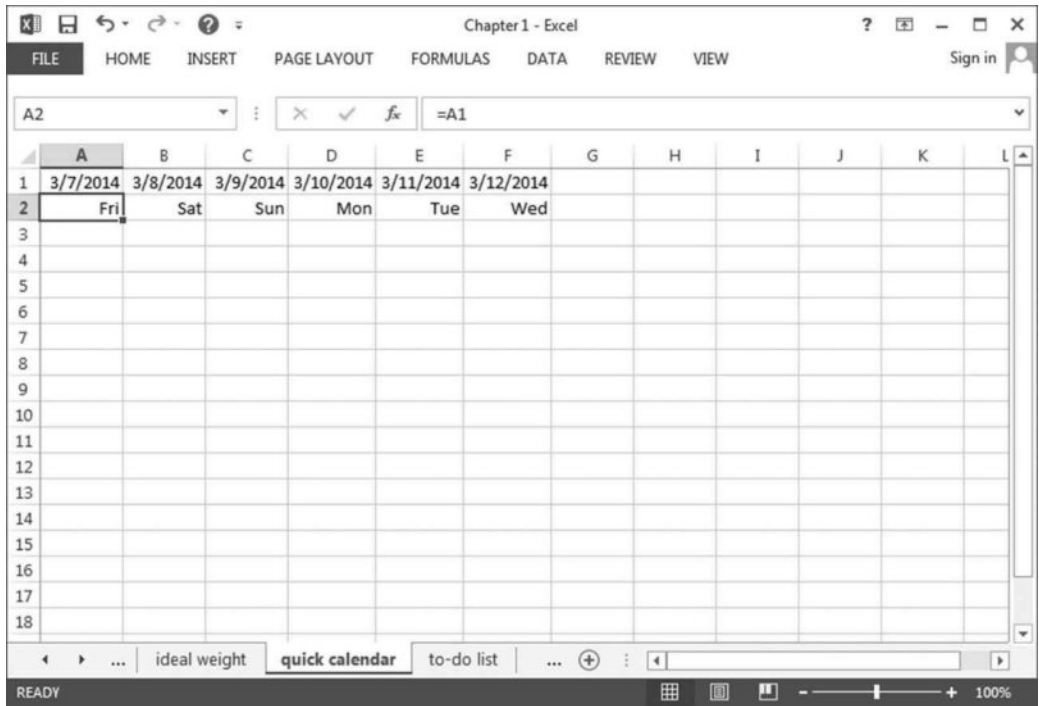 Chapter 1 - Excel
FILE HOME INSERT PAGE LAYOUT FORMULAS DATA REVIEW VIEW Sign in
A2 fx =A1
A B C D E F G H I J K L
1 3/7/2014 3/8/2014 3/9/2014 3/10/2014 3/11/2014 3/12/2014
2 Fri Sat Sun Mon Tue Wed
3
4
5
6
7
8
9
10
11
12
13
14
15
16
17
18
... ideal weight quick calendar to-do list ...
READY 100%